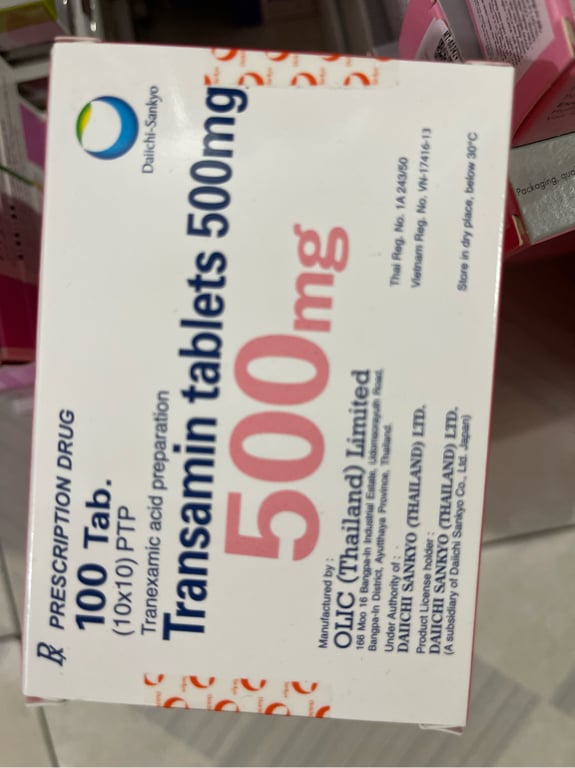 Rx PRESCRIPTION DRUG
100 Tab.
(10x10) PTP
Daiichi-Sankyo
Tranexamic acid preparation
Transamin tablets 500mg
500mg
Manufactured by :
OLIC (Thailand) Limited
166 Moo 16 Bangpa-In Industrial Estate, Udomsorayuth Road,
Bangpa-In District, Ayutthaya Province, Thailand.
Under Authority of :
DAIICHI SANKYO (THAILAND) LTD.
Product License holder :
DAIICHI SANKYO (THAILAND) LTD.
(A subsidiary of Daiichi Sankyo Co., Ltd. Japan)
Thai Reg. No. 1A 243/50
Vietnam Reg. No. VN-17416-13
Store in dry place, below 30°C
Packaging,